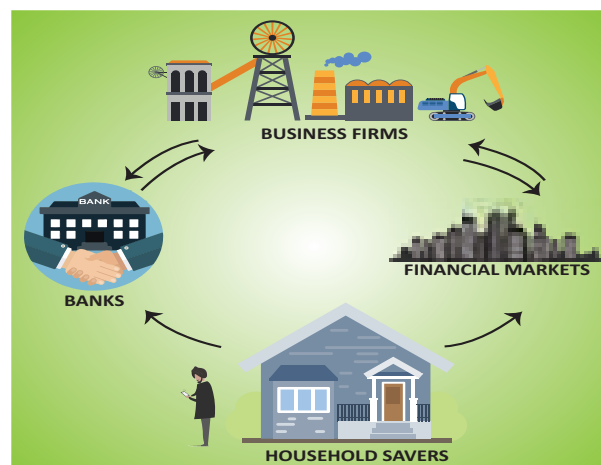 BUSINESS FIRMS
BANK
FINANCIAL MARKETS
BANKS
HOUSEHOLD SAVERS